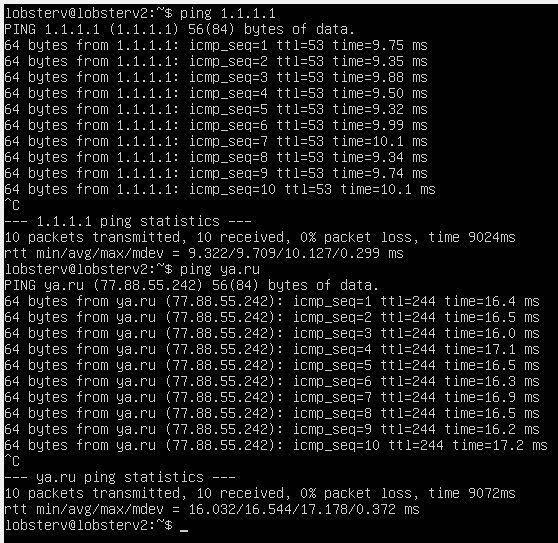 lobsterv@lobsterv2:~$ ping 1.1.1.1
PING 1.1.1.1 (1.1.1.1) 56(84) bytes of data.
64 bytes from 1.1.1.1: icmp_seq=1 ttl=53 time=9.75 ms
64 bytes from 1.1.1.1: icmp_seq=2 ttl=53 time=9.35 ms
64 bytes from 1.1.1.1: icmp_seq=3 ttl=53 time=9.88 ms
64 bytes from 1.1.1.1: icmp_seq=4 ttl=53 time=9.50 ms
64 bytes from 1.1.1.1: icmp_seq=5 ttl=53 time=9.32 ms
64 bytes from 1.1.1.1: icmp_seq=6 ttl=53 time=9.99 ms
64 bytes from 1.1.1.1: icmp_seq=7 ttl=53 time=10.1 ms
64 bytes from 1.1.1.1: icmp_seq=8 ttl=53 time=9.34 ms
64 bytes from 1.1.1.1: icmp_seq=9 ttl=53 time=9.74 ms
64 bytes from 1.1.1.1: icmp_seq=10 ttl=53 time=10.1 ms
^C
--- 1.1.1.1 ping statistics ---
10 packets transmitted, 10 received, 0% packet loss, time 9024ms
rtt min/avg/max/mdev = 9.322/9.709/10.127/0.299 ms
lobsterv@lobsterv2:~$ ping ya.ru
PING ya.ru (77.88.55.242) 56(84) bytes of data.
64 bytes from ya.ru (77.88.55.242): icmp_seq=1 ttl=244 time=16.4 ms
64 bytes from ya.ru (77.88.55.242): icmp_seq=2 ttl=244 time=16.5 ms
64 bytes from ya.ru (77.88.55.242): icmp_seq=3 ttl=244 time=16.0 ms
64 bytes from ya.ru (77.88.55.242): icmp_seq=4 ttl=244 time=17.1 ms
64 bytes from ya.ru (77.88.55.242): icmp_seq=5 ttl=244 time=16.5 ms
64 bytes from ya.ru (77.88.55.242): icmp_seq=6 ttl=244 time=16.3 ms
64 bytes from ya.ru (77.88.55.242): icmp_seq=7 ttl=244 time=16.9 ms
64 bytes from ya.ru (77.88.55.242): icmp_seq=8 ttl=244 time=16.5 ms
64 bytes from ya.ru (77.88.55.242): icmp_seq=9 ttl=244 time=16.2 ms
64 bytes from ya.ru (77.88.55.242): icmp_seq=10 ttl=244 time=17.2 ms
^C
--- ya.ru ping statistics ---
10 packets transmitted, 10 received, 0% packet loss, time 9072ms
rtt min/avg/max/mdev = 16.032/16.544/17.178/0.372 ms
lobsterv@lobsterv2:~$ _